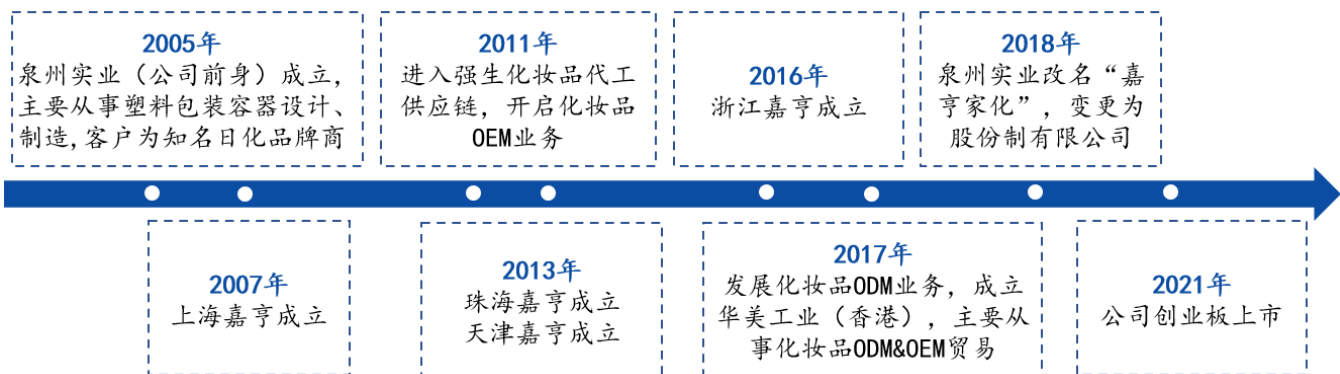 2005年
泉州实业（公司前身）成立，
主要从事塑料包装容器设计、
制造,客户为知名日化品牌商
2011年
进入强生化妆品代工
供应链，开启化妆品
OEM业务
2016年
浙江嘉亨成立
2018年
泉州实业改名“嘉
亨家化”，变更为
股份制有限公司
2007年
上海嘉亨成立
2013年
珠海嘉亨成立
天津嘉亨成立
2017年
发展化妆品ODM业务，成立
华美工业（香港），主要从
事化妆品ODM&OEM贸易
2021年
公司创业板上市